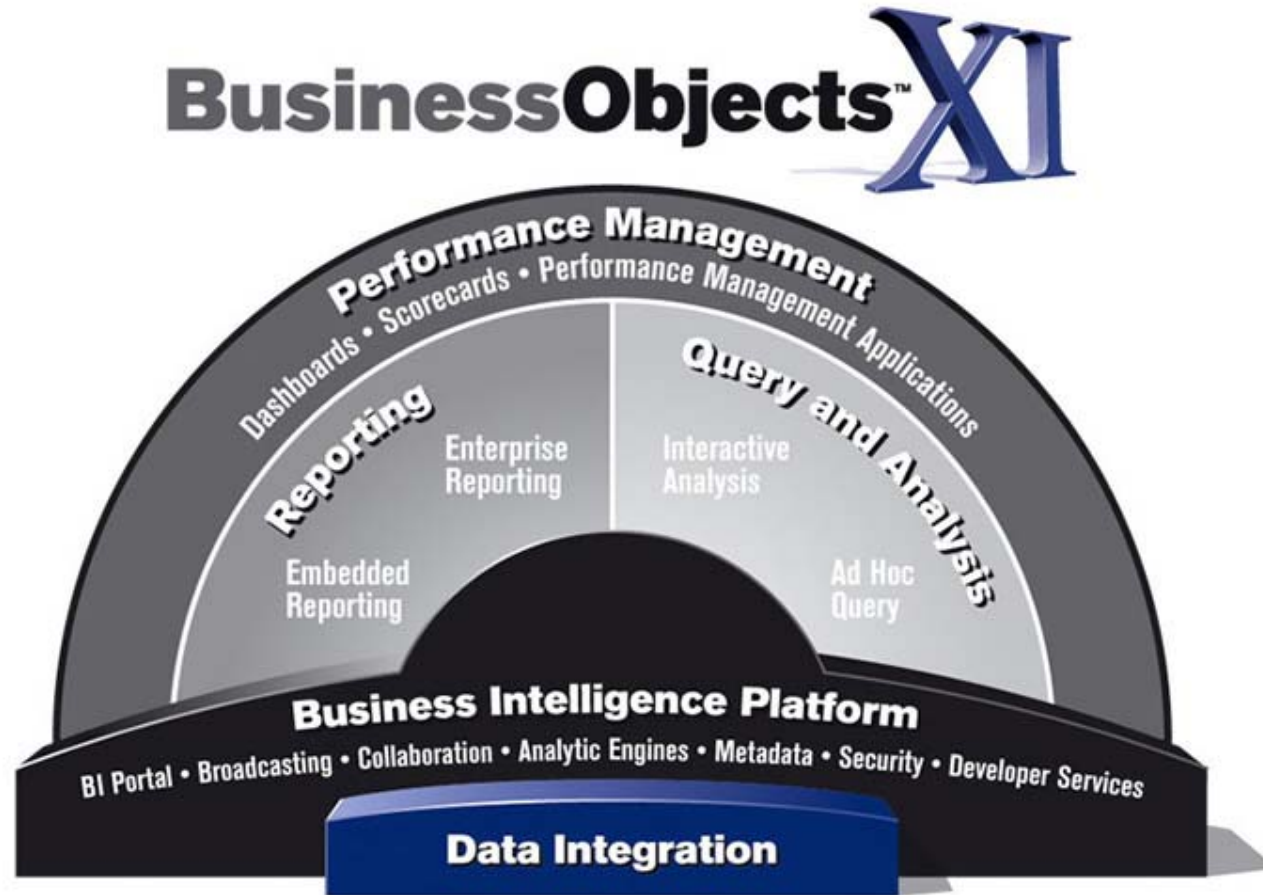 BusinessObjects™ XI
Performance Management
Dashboards • Scorecards • Performance Management Applications
Reporting
Enterprise
Reporting
Embedded
Reporting
Query and Analysis
Interactive
Analysis
Ad Hoc
Query
Business Intelligence Platform
BI Portal • Broadcasting • Collaboration • Analytic Engines • Metadata • Security • Developer Services
Data Integration